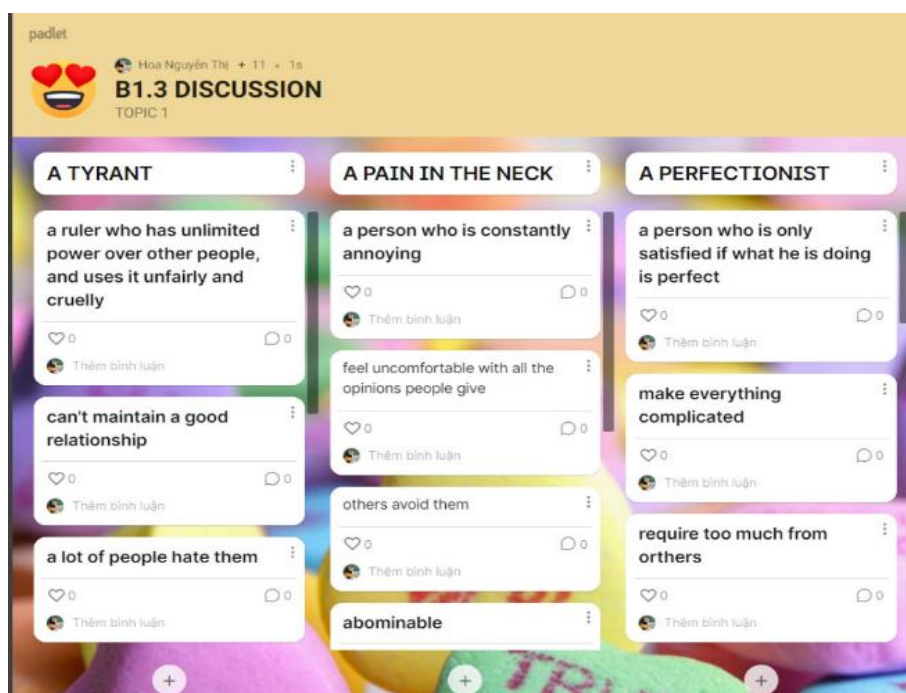 padlet
Hoa Nguyễn Thị + 11 • 1s
B1.3 DISCUSSION
TOPIC 1
A TYRANT
a ruler who has unlimited
power over other people,
and uses it unfairly and
cruelly
0 0
Thêm bình luận
can't maintain a good
relationship
0 0
Thêm bình luận
a lot of people hate them
0 0
Thêm bình luận
A PAIN IN THE NECK
a person who is constantly
annoying
0 0
Thêm bình luận
feel uncomfortable with all the
opinions people give
0 0
Thêm bình luận
others avoid them
0 0
Thêm bình luận
abominable
A PERFECTIONIST
a person who is only
satisfied if what he is doing
is perfect
0 0
Thêm bình luận
make everything
complicated
0 0
Thêm bình luận
require too much from
orthers
0 0
Thêm bình luận